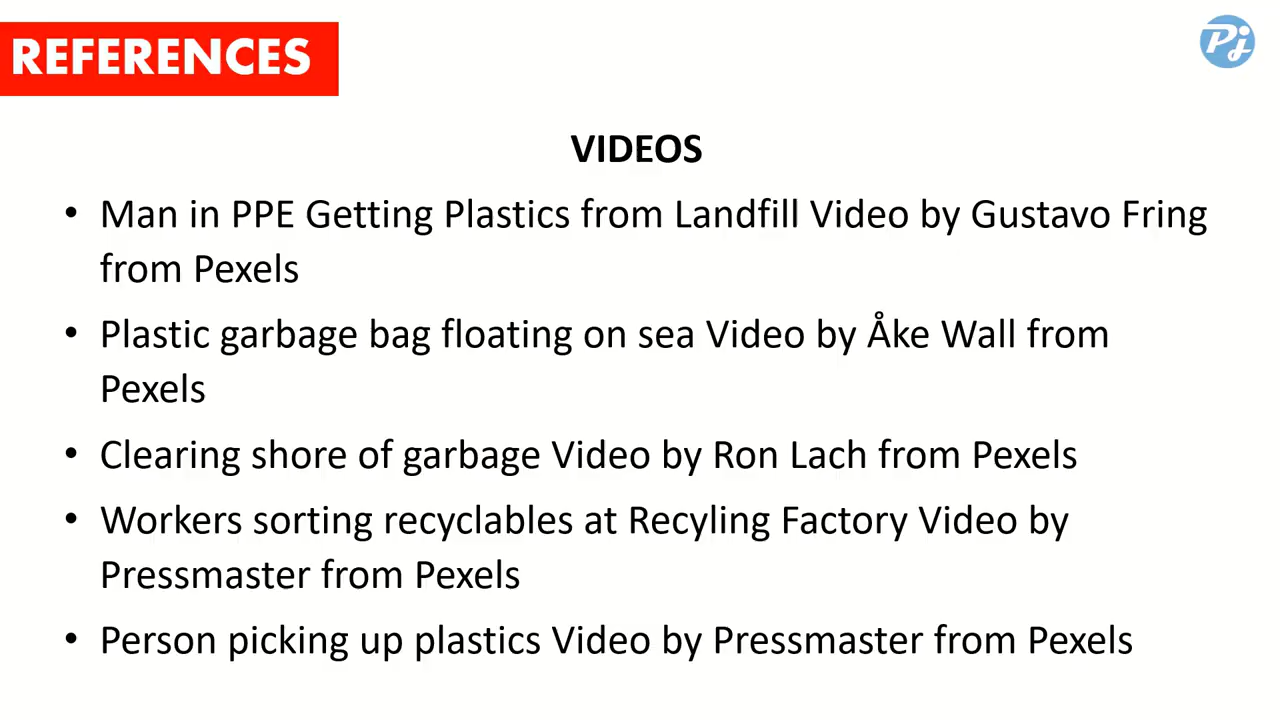 REFERENCES
Pj
VIDEOS
• Man in PPE Getting Plastics from Landfill Video by Gustavo Fring
from Pexels
• Plastic garbage bag floating on sea Video by Åke Wall from
Pexels
• Clearing shore of garbage Video by Ron Lach from Pexels
• Workers sorting recyclables at Recyling Factory Video by
Pressmaster from Pexels
• Person picking up plastics Video by Pressmaster from Pexels